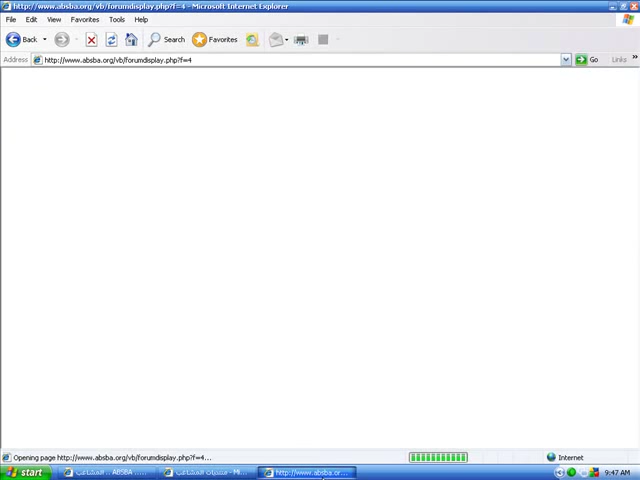 http://www.absba.org/vb/forumdisplay.php?f=4 - Microsoft Internet Explorer
File Edit View Favorites Tools Help
Back Search Favorites
Address http://www.absba.org/vb/forumdisplay.php?f=4 Go Links »
Opening page http://www.absba.org/vb/forumdisplay.php?f=4... Internet
start ABSBA .. http://www.absba.or... 9:47 AM